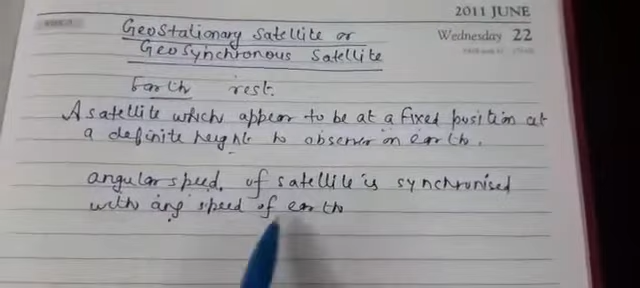 2011 JUNE
Wednesday 22
GeoStationary Satellite or
GeoSynchronous Satellite
Earth rest.
A satellite which appear to be at a fixed position at
a definite height to observer on earth.
angular speed. of satellite is synchronised
with ang speed of earth